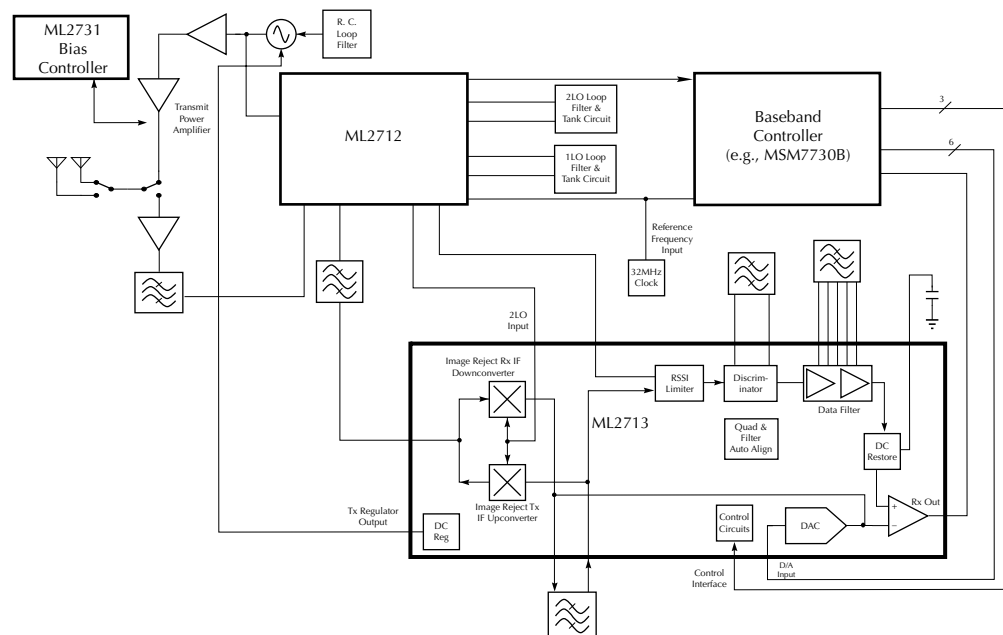 ML2731
Bias
Controller
R. C.
Loop
Filter
Transmit
Power
Amplifier
ML2712
2LO Loop
Filter &
Tank Circuit
1LO Loop
Filter &
Tank Circuit
Baseband
Controller
(e.g., MSM7730B)
3
6
Reference
Frequency
Input
32MHz
Clock
2LO
Input
Image Reject Rx IF
Downconverter
RSSI
Limiter
Discrim-
inator
Data Filter
ML2713
Quad &
Filter
Auto Align
DC
Restore
Image Reject Tx
IF Upconverter
Tx Regulator
Output
DC
Reg
Control
Circuits
DAC
+
−
Rx Out
D/A
Input
Control
Interface